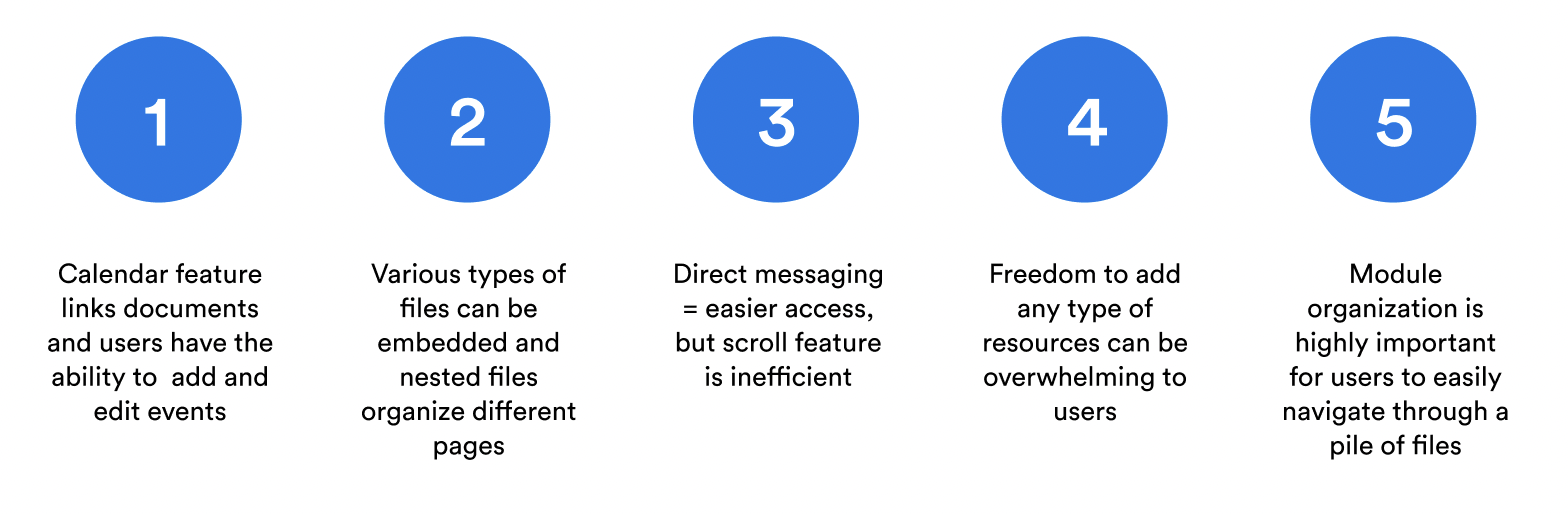 1
Calendar feature
links documents
and users have the
ability to  add and
edit events
2
Various types of
files can be
embedded and
nested files
organize different
pages
3
Direct messaging
= easier access,
but scroll feature
is inefficient
4
Freedom to add
any type of
resources can be
overwhelming to
users
5
Module
organization is
highly important
for users to easily
navigate through a
pile of files